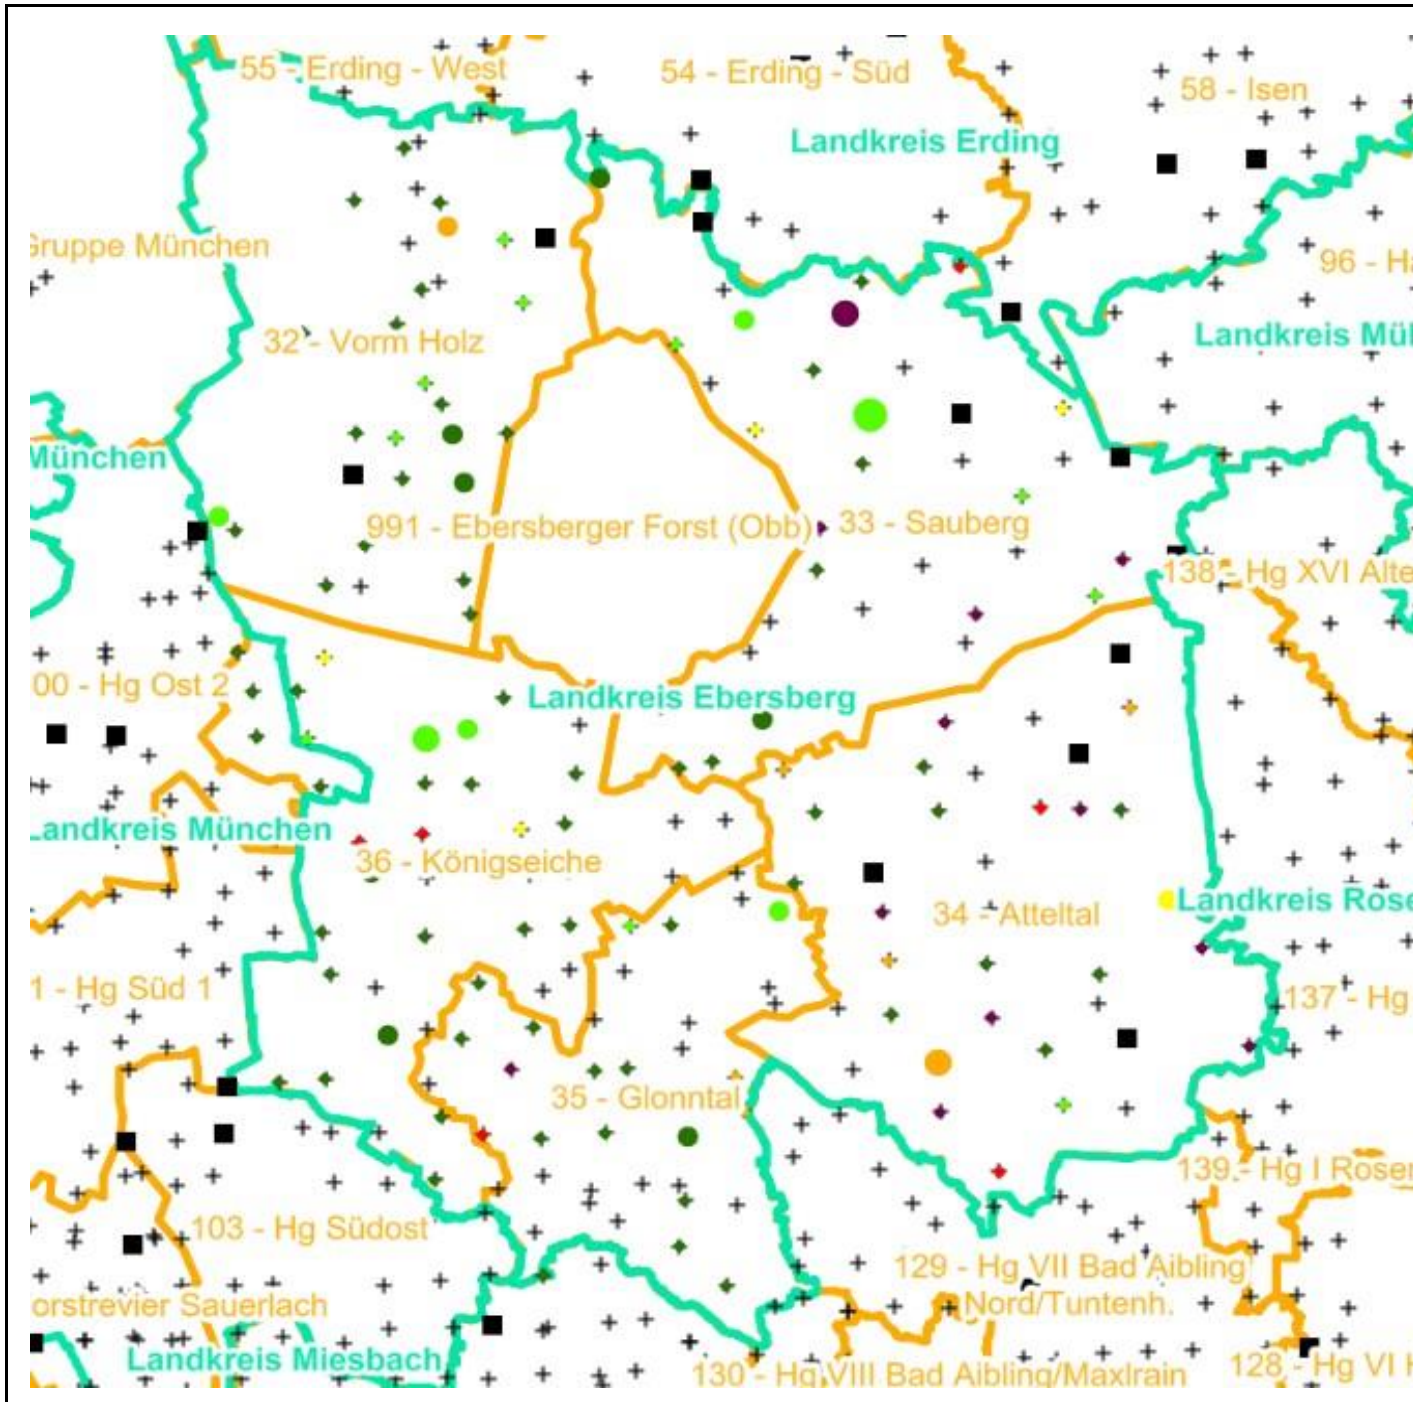 55 - Erding - West
54 - Erding - Süd
58 - Isen
Landkreis Erding
Gruppe München
96 - Ha
32 - Vorm Holz
Landkreis Mül
München
991 - Ebersberger Forst (Obb)
33 - Sauberg
138 - Hg XVI Alte
00 - Hg Ost 2
Landkreis Ebersberg
Landkreis München
36 - Königseiche
Landkreis Rose
34 - Atteltal
1 - Hg Süd 1
137 - Hg
35 - Glonntal
139 - Hg I Rosen
103 - Hg Südost
129 - Hg VII Bad Aibling
Nord/Tuntenh.
orstrevier Sauerlach
Landkreis Miesbach
130 - Hg VIII Bad Aibling/Maxlrain
128 - Hg VI H